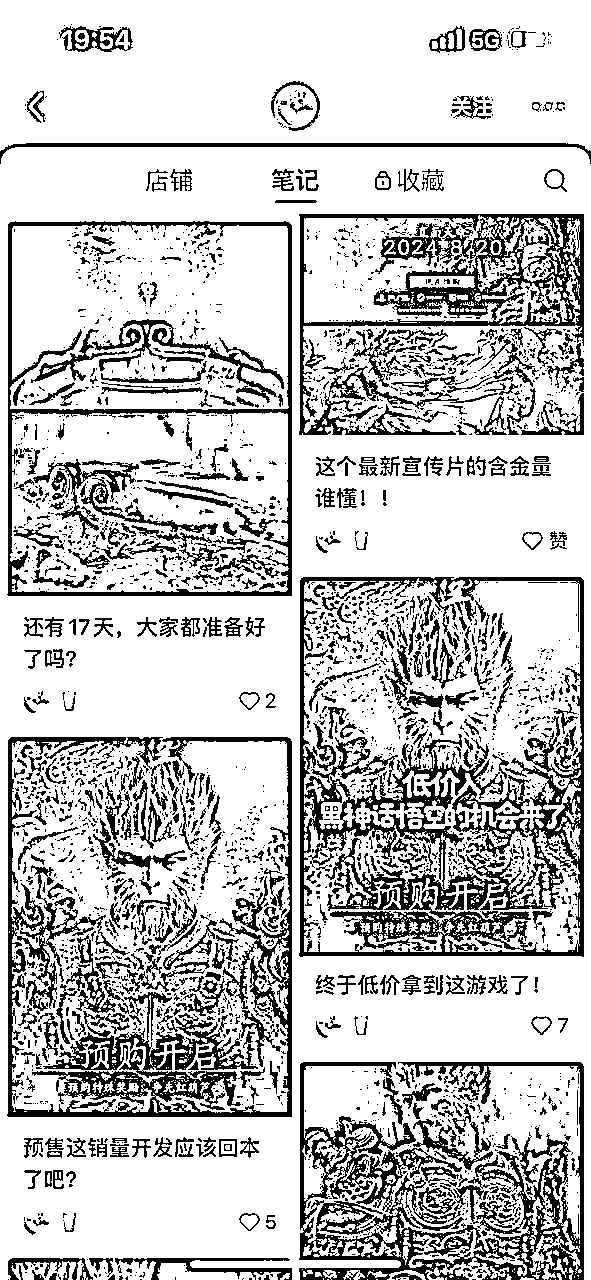 19:54
5G
关注
店铺
笔记
收藏
还有17天，大家都准备好
了吗？
2
预购开启
预售这销量开发应该回本
了吧？
5
2024.8/20
这个最新宣传片的含金量
谁懂！！
赞
低价入
黑神话悟空的机会来了
预购开启
终于低价拿到这游戏了！
7